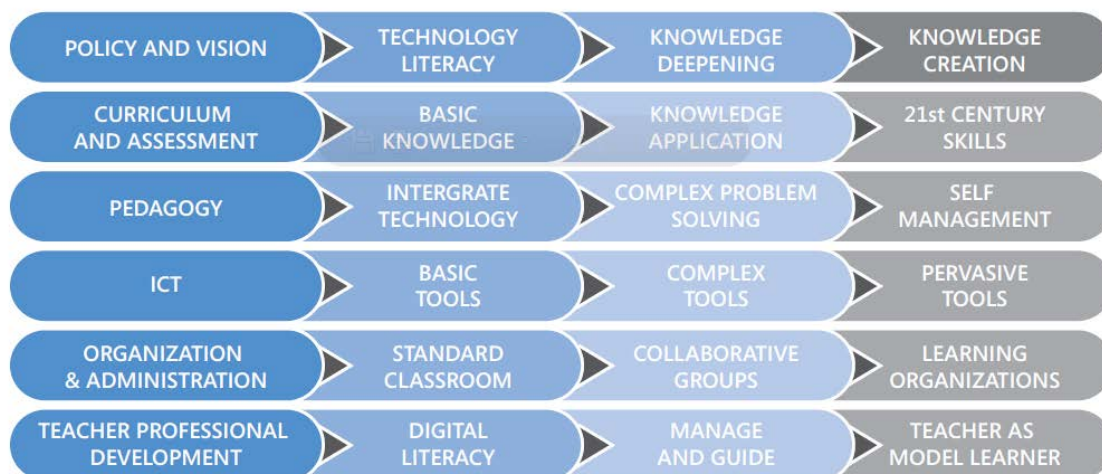 POLICY AND VISION
TECHNOLOGY
LITERACY
KNOWLEDGE
DEEPENING
KNOWLEDGE
CREATION
CURRICULUM
AND ASSESSMENT
BASIC
KNOWLEDGE
KNOWLEDGE
APPLICATION
21st CENTURY
SKILLS
PEDAGOGY
INTERGRATE
TECHNOLOGY
COMPLEX PROBLEM
SOLVING
SELF
MANAGEMENT
ICT
BASIC
TOOLS
COMPLEX
TOOLS
PERVASIVE
TOOLS
ORGANIZATION
& ADMINISTRATION
STANDARD
CLASSROOM
COLLABORATIVE
GROUPS
LEARNING
ORGANIZATIONS
TEACHER PROFESSIONAL
DEVELOPMENT
DIGITAL
LITERACY
MANAGE
AND GUIDE
TEACHER AS
MODEL LEARNER